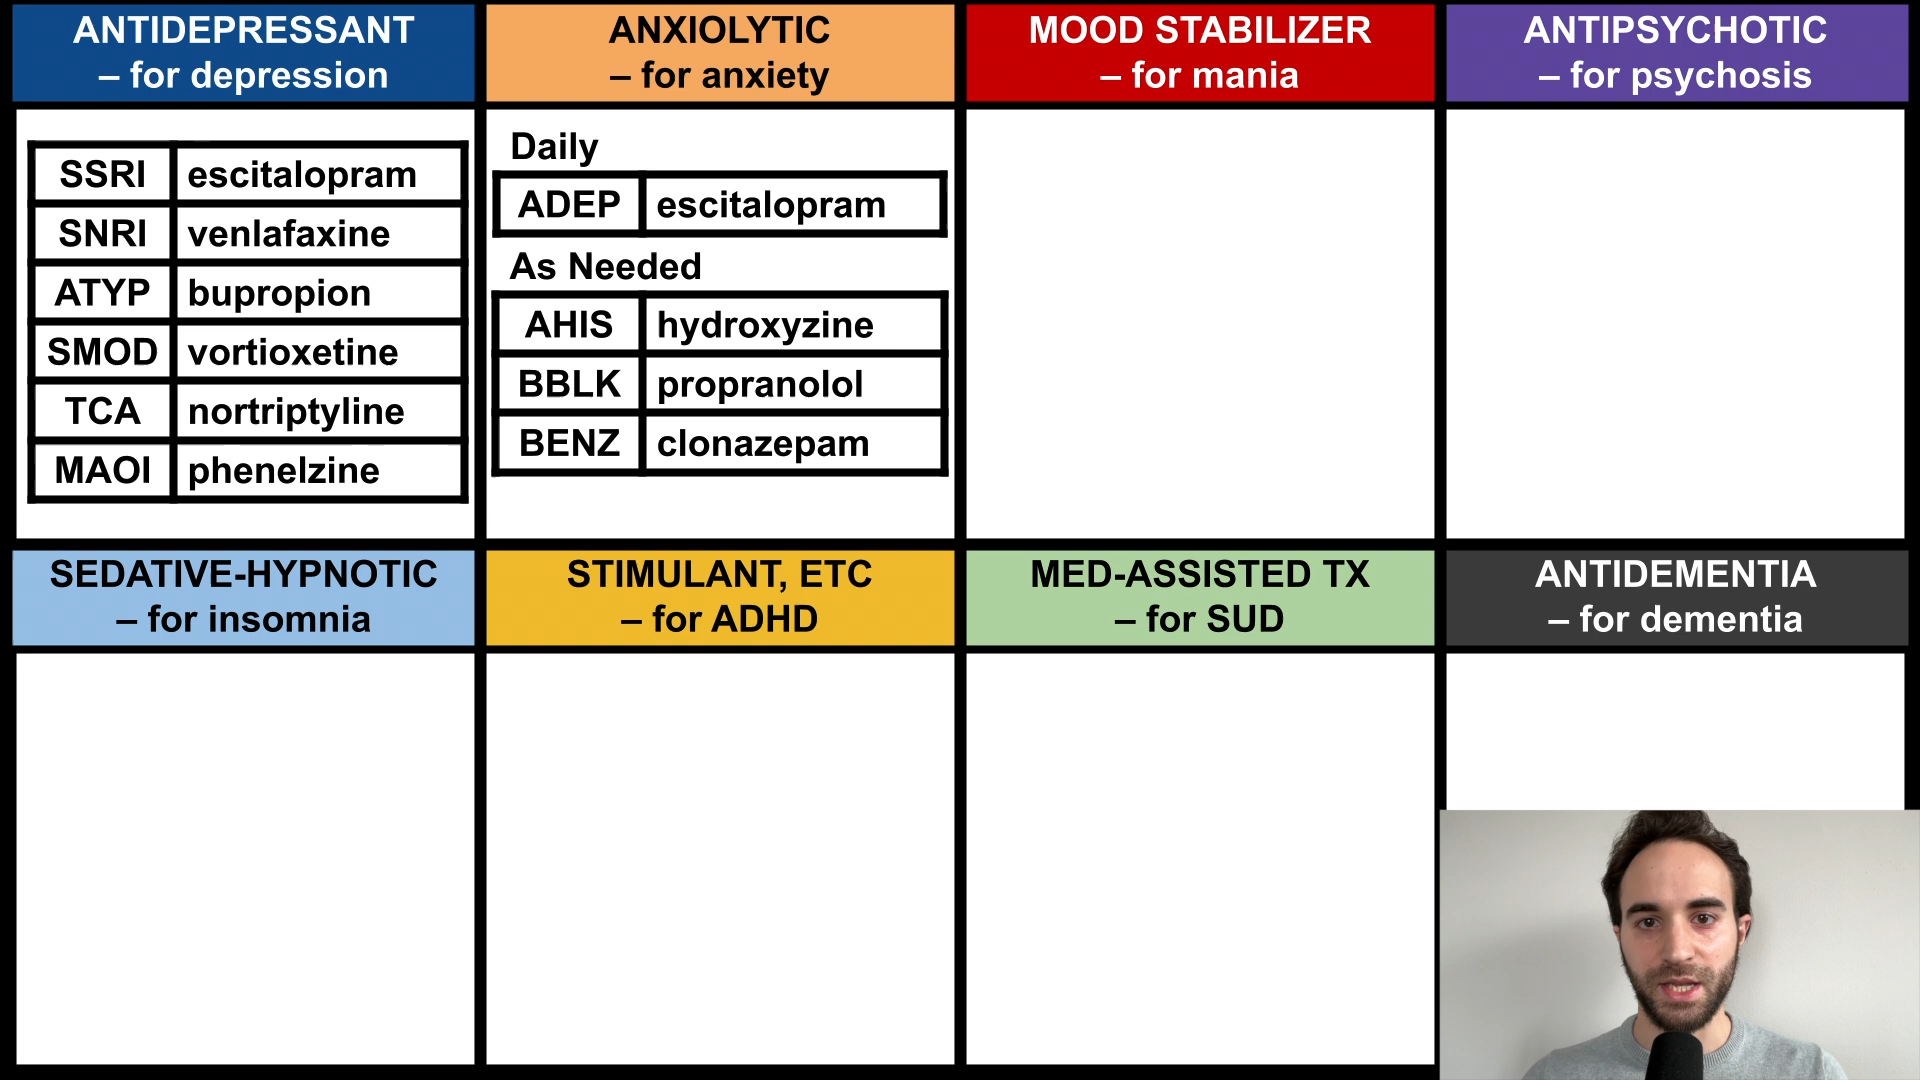 ANTIDEPRESSANT
– for depression
SSRI escitalopram
SNRI venlafaxine
ATYP bupropion
SMOD vortioxetine
TCA nortriptyline
MAOI phenelzine
ANXIOLYTIC
– for anxiety
Daily
ADEP escitalopram
As Needed
AHIS hydroxyzine
BBLK propranolol
BENZ clonazepam
MOOD STABILIZER
– for mania
ANTIPSYCHOTIC
– for psychosis
SEDATIVE-HYPNOTIC
– for insomnia
STIMULANT, ETC
– for ADHD
MED-ASSISTED TX
– for SUD
ANTIDEMENTIA
– for dementia